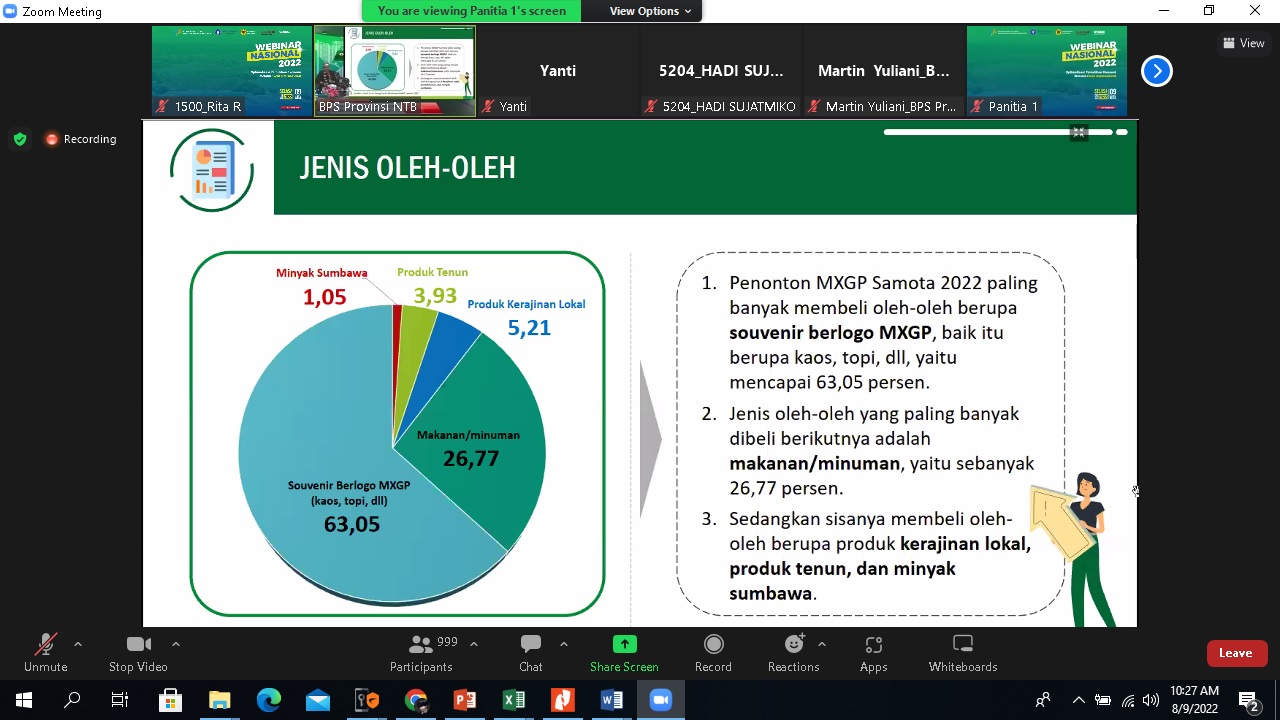 Zoom Meeting
You are viewing Panitia 1's screen
View Options
WEBINAR
NASIONAL
2022
1500_Rita R
JENIS OLEH-OLEH
BPS Provinsi NTB
Yanti
Yanti
5204_HADI SUJ...
5204_HADI SUJATMIKO
Martin Yuliani_B...
Martin Yuliani_BPS Pr...
WEBINAR
NASIONAL
2022
Panitia 1
View
Recording
JENIS OLEH-OLEH
Minyak Sumbawa
1,05
Produk Tenun
3,93
Produk Kerajinan Lokal
5,21
Makanan/minuman
26,77
Souvenir Berlogo MXGP
(kaos, topi, dll)
63,05
1. Penonton MXGP Samota 2022 paling
banyak membeli oleh-oleh berupa
souvenir berlogo MXGP, baik itu
berupa kaos, topi, dll, yaitu
mencapai 63,05 persen.
2. Jenis oleh-oleh yang paling banyak
dibeli berikutnya adalah
makanan/minuman, yaitu sebanyak
26,77 persen.
3. Sedangkan sisanya membeli oleh-
oleh berupa produk kerajinan lokal,
produk tenun, dan minyak
sumbawa.
Unmute
Stop Video
999
Participants
Chat
Share Screen
Record
Reactions
Apps
Whiteboards
Leave
10:27 AM
8/9/2022
2